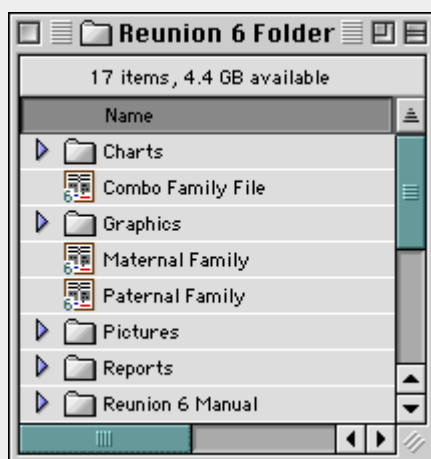 Reunion 6 Folder
17 items, 4.4 GB available
Name
Charts
Combo Family File
Graphics
Maternal Family
Paternal Family
Pictures
Reports
Reunion 6 Manual